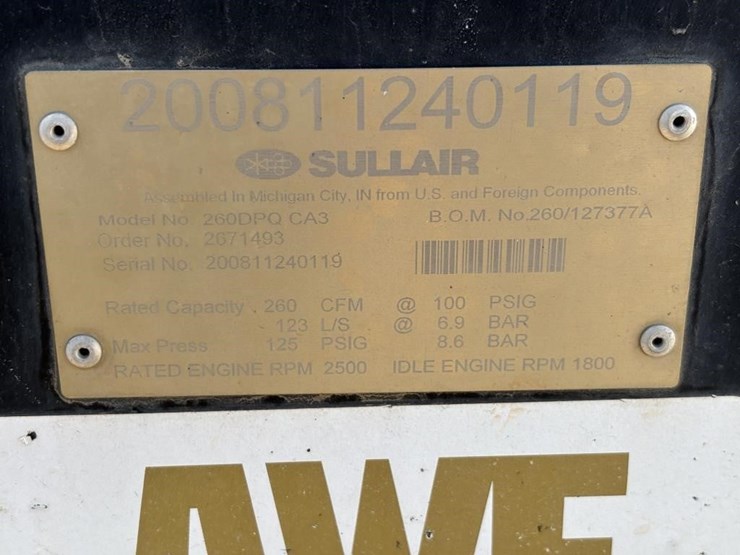 200811240119
SULLAIR
Assembled In Michigan City, IN from U.S. and Foreign Components.
Model No. 260DPQ CA3 B.O.M. No.260/127377A
Order No. 2671493
Serial No. 200811240119
Rated Capacity 260 CFM @ 100 PSIG
123 L/S @ 6.9 BAR
Max Press 125 PSIG 8.6 BAR
RATED ENGINE RPM 2500 IDLE ENGINE RPM 1800